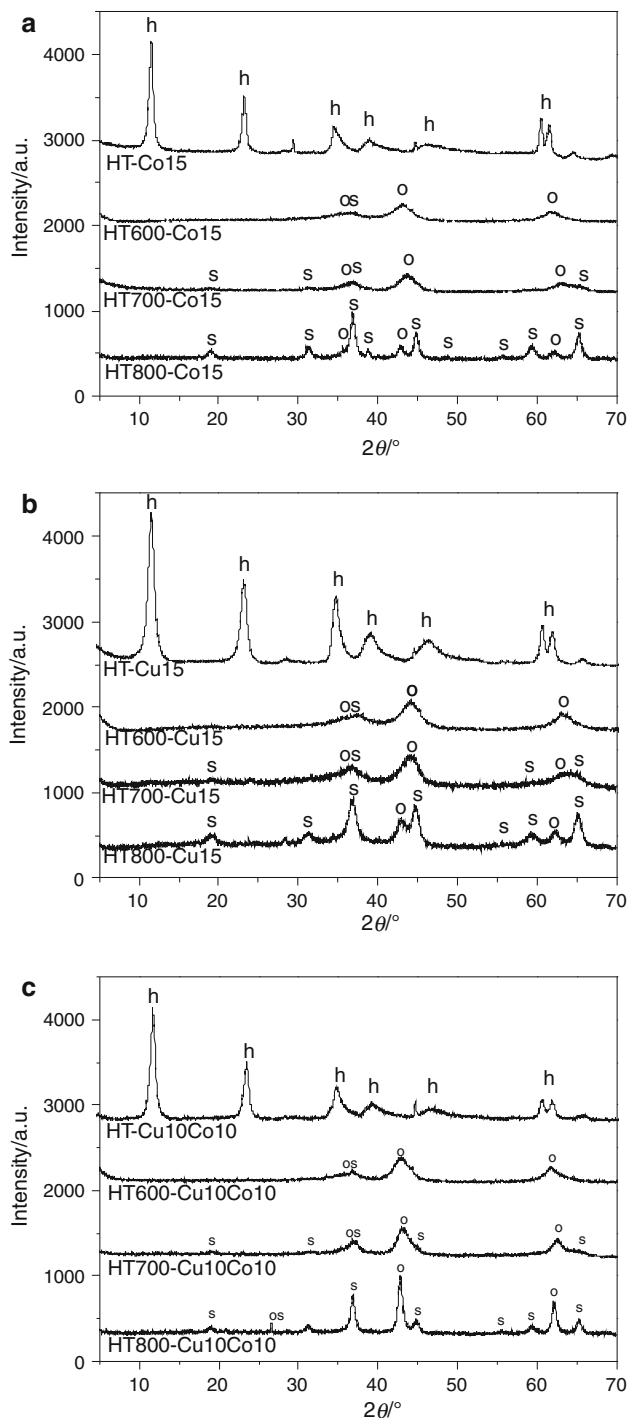 a
h
4000
h
h
h
h
h
3000
HT-Co15
os
o
o
2000
HT600-Co15
s
s
o s
o
o s
1000
HT700-Co15
s
s
o
s
s
o
s
s
s
s
o
s
HT800-Co15
0
10 20 30 40 50 60 70
2θ/°
Intensity/a.u.
b
h
4000
h
h
h
h
h
3000
HT-Cu15
2000
os
o
o
HT600-Cu15
s
os
o
s
o
s
1000
HT700-Cu15
s
s
s
o
s
s
s
o
s
HT800-Cu15
0
10 20 30 40 50 60 70
2θ/°
Intensity/a.u.
c
h
4000
h
h
h
h
h
3000
HT-Cu10Co10
os
o
o
2000
HT600-Cu10Co10
s
s
os
o
s
o
s
1000
HT700-Cu10Co10
s
os
s
o
s
s
s
o
s
HT800-Cu10Co10
0
10 20 30 40 50 60 70
2θ/°
Intensity/a.u.